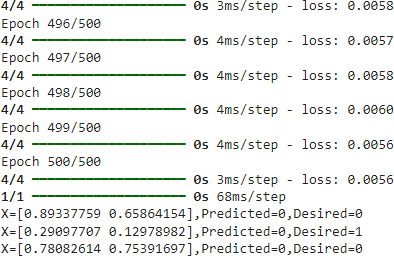 4/4 ━━━━━━━━━━━━━━━━━━━━ 0s 3ms/step - loss: 0.0058
Epoch 496/500
4/4 ━━━━━━━━━━━━━━━━━━━━ 0s 4ms/step - loss: 0.0057
Epoch 497/500
4/4 ━━━━━━━━━━━━━━━━━━━━ 0s 4ms/step - loss: 0.0058
Epoch 498/500
4/4 ━━━━━━━━━━━━━━━━━━━━ 0s 4ms/step - loss: 0.0060
Epoch 499/500
4/4 ━━━━━━━━━━━━━━━━━━━━ 0s 4ms/step - loss: 0.0056
Epoch 500/500
4/4 ━━━━━━━━━━━━━━━━━━━━ 0s 3ms/step - loss: 0.0056
1/1 ━━━━━━━━━━━━━━━━━━━━ 0s 68ms/step
X=[0.89337759 0.65864154],Predicted=0,Desired=0
X=[0.29097707 0.12978982],Predicted=0,Desired=1
X=[0.78082614 0.75391697],Predicted=0,Desired=0